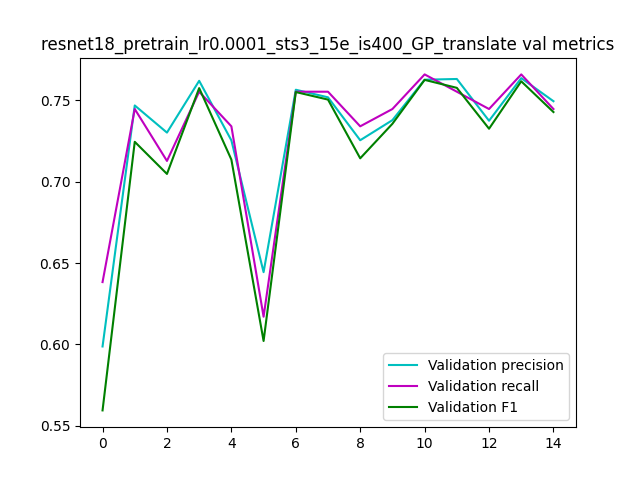 resnet18_pretrain_lr0.0001_sts3_15e_is400_GP_translate val metrics
0.75
0.70
0.65
0.60
0.55
Validation precision
Validation recall
Validation F1
0 2 4 6 8 10 12 14